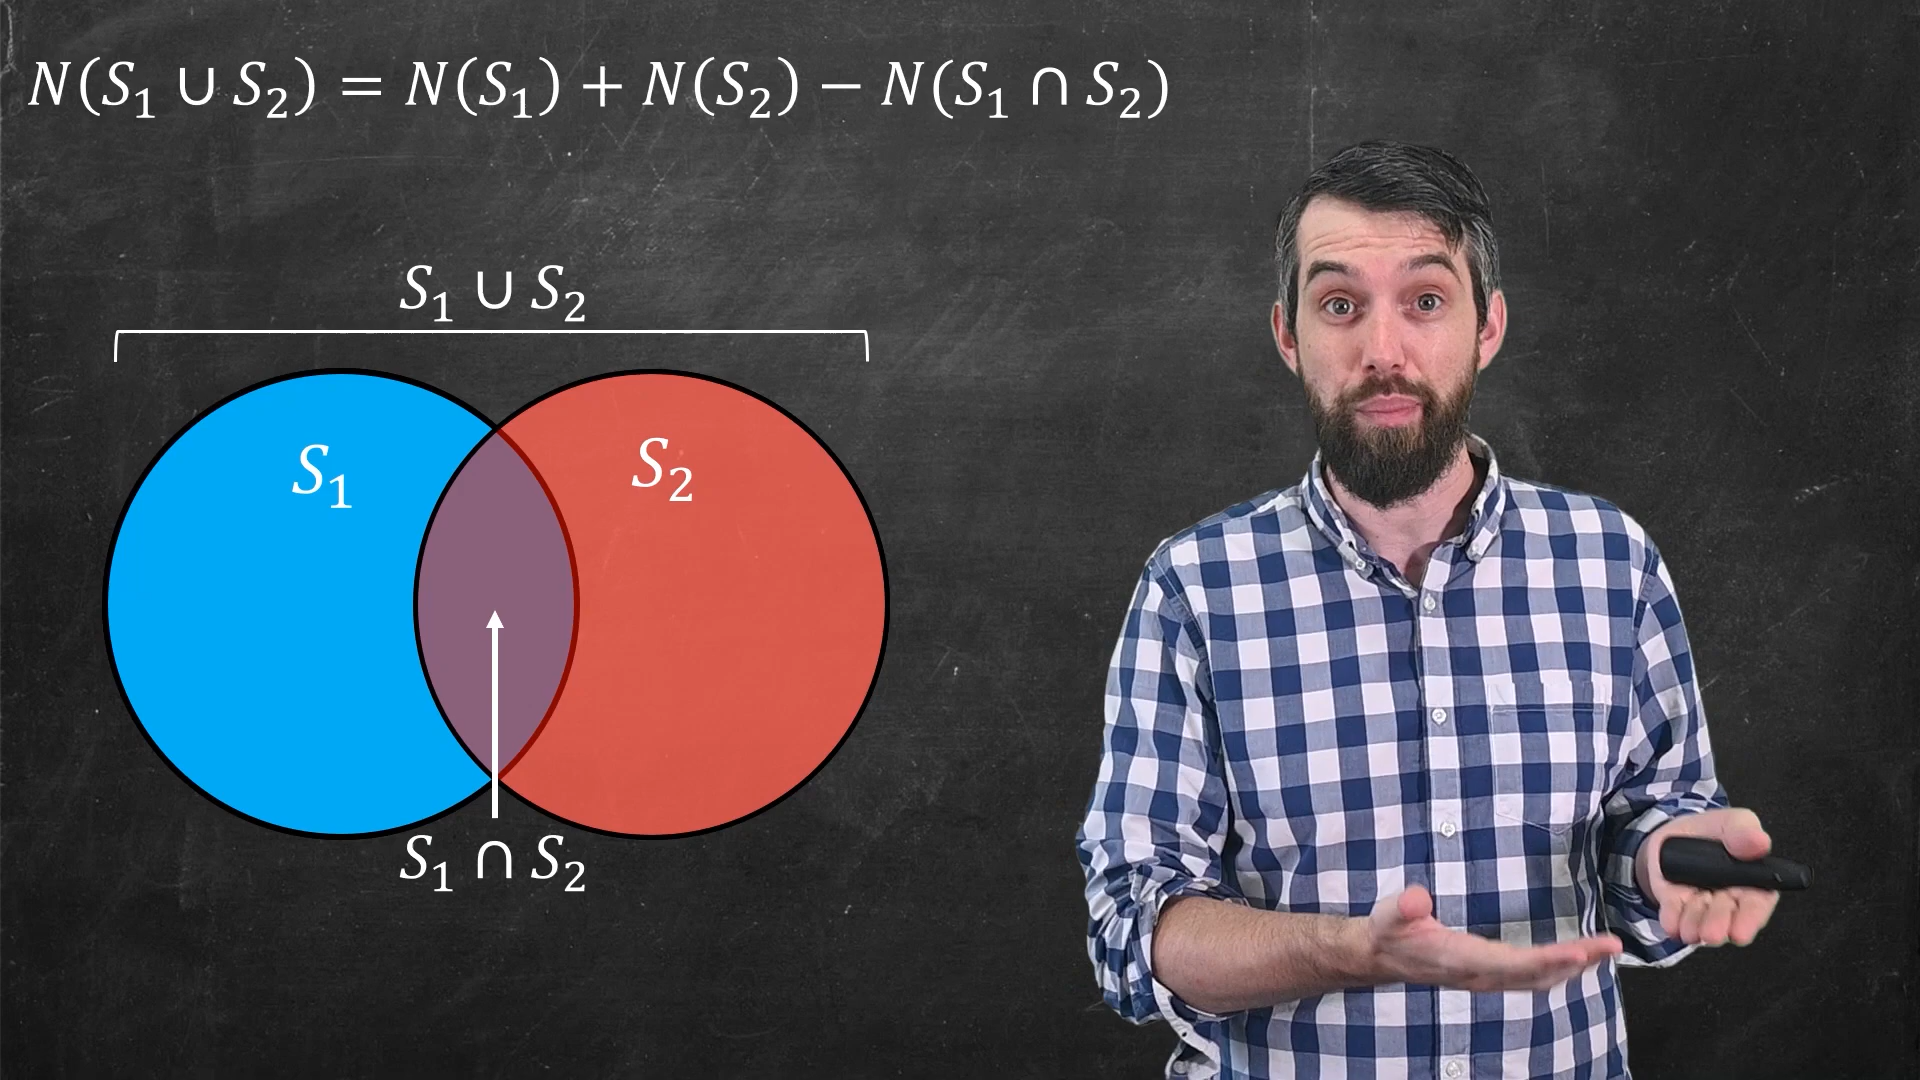 N(S₁ ∪ S₂) = N(S₁) + N(S₂) − N(S₁ ∩ S₂)
S₁ ∪ S₂
S₁ S₂
S₁ ∩ S₂